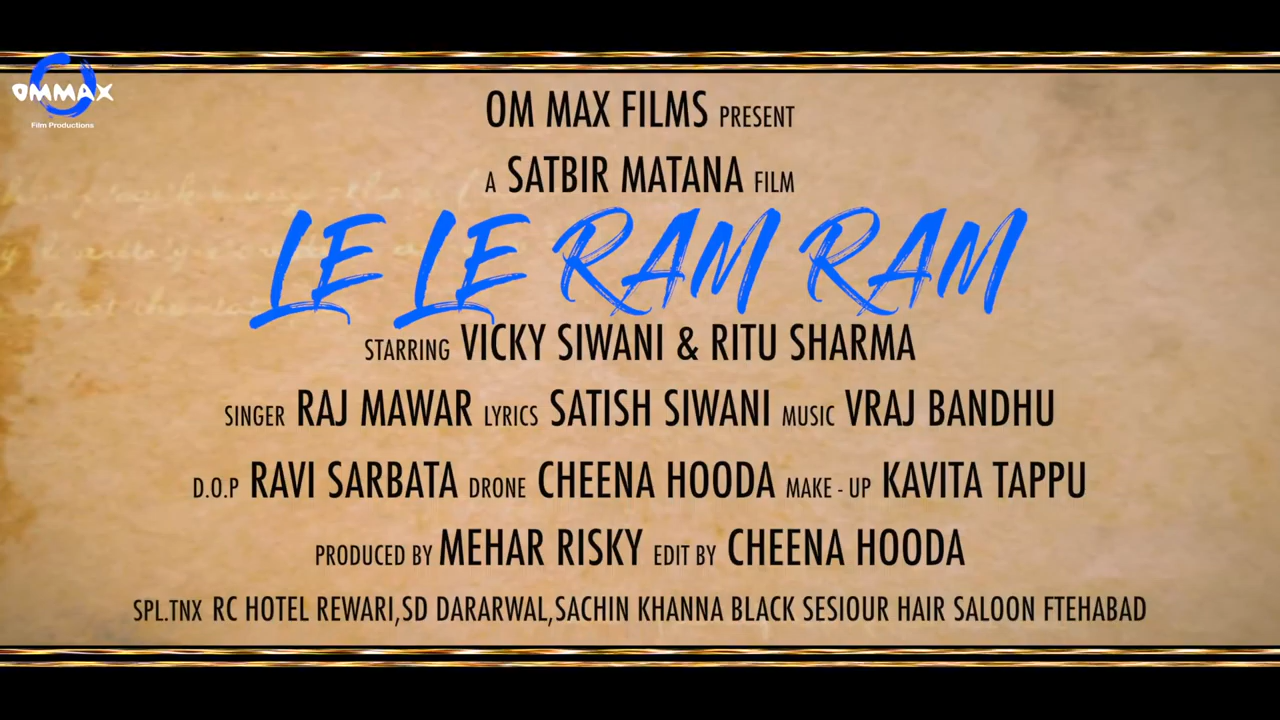 OMMAX
Film Productions
OM MAX FILMS PRESENT
A SATBIR MATANA FILM
LE LE RAM RAM
STARRING VICKY SIWANI & RITU SHARMA
SINGER RAJ MAWAR LYRICS SATISH SIWANI MUSIC VRAJ BANDHU
D.O.P RAVI SARBATA DRONE CHEENA HOODA MAKE - UP KAVITA TAPPU
PRODUCED BY MEHAR RISKY EDIT BY CHEENA HOODA
SPL.TNX RC HOTEL REWARI,SD DARARWAL,SACHIN KHANNA BLACK SESIOUR HAIR SALOON FTEHABAD